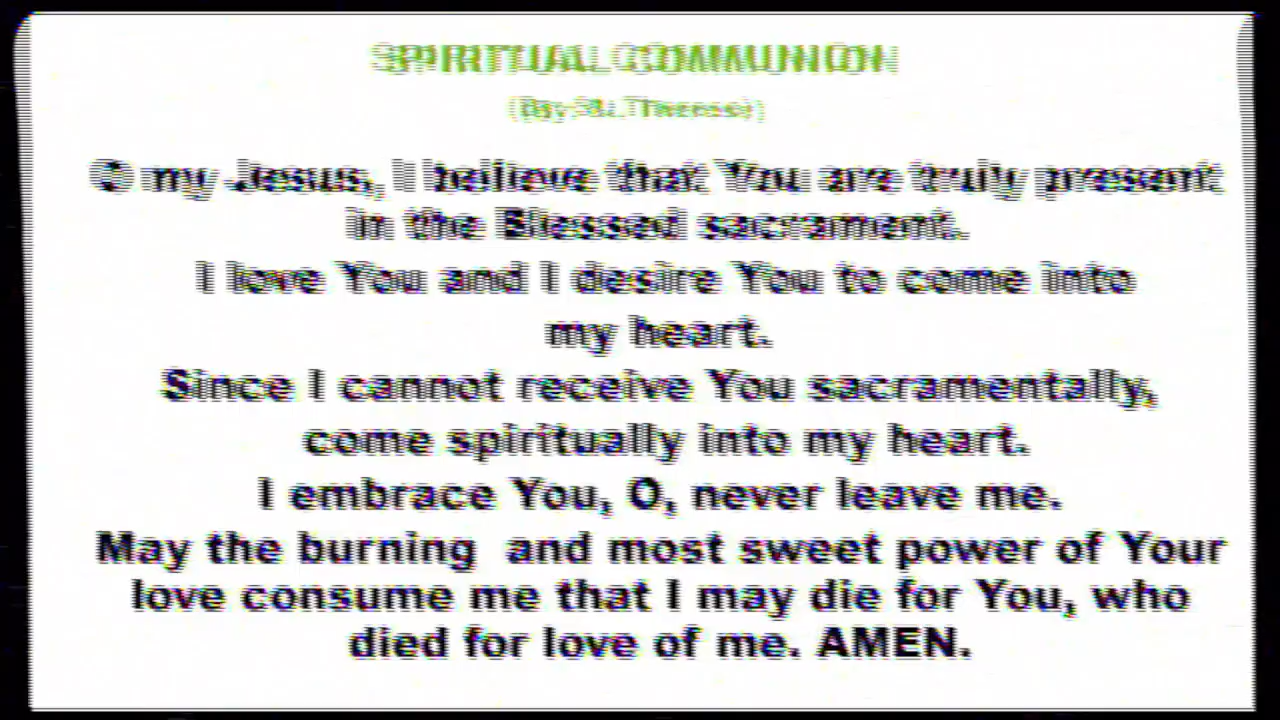 SPIRITUAL COMMUNION
(By St. Therese)
O my Jesus, I believe that You are truly present
in the Blessed sacrament.
I love You and I desire You to come into
my heart.
Since I cannot receive You sacramentally,
come spiritually into my heart.
I embrace You, O, never leave me.
May the burning and most sweet power of Your
love consume me that I may die for You, who
died for love of me. AMEN.